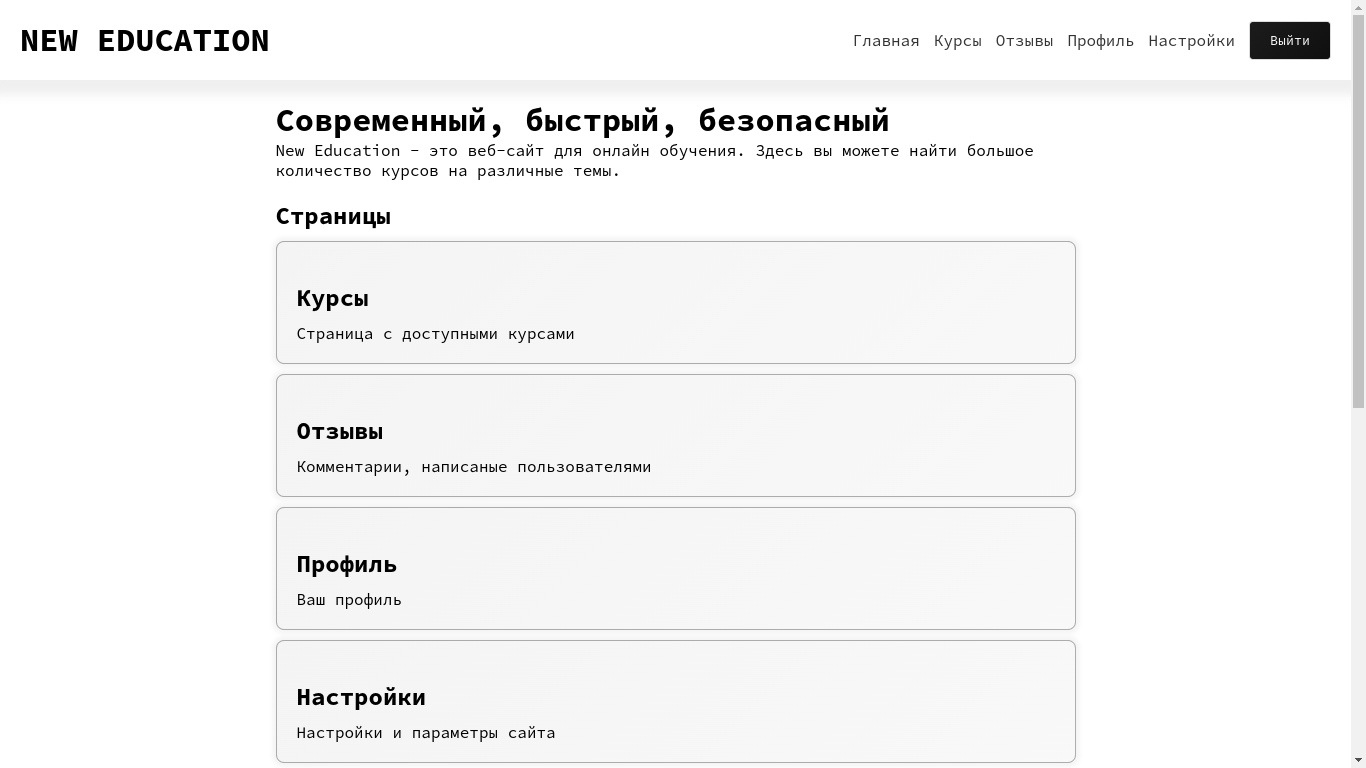 NEW EDUCATION
Главная Курсы Отзывы Профиль Настройки Выйти
Современный, быстрый, безопасный
New Education - это веб-сайт для онлайн обучения. Здесь вы можете найти большое
количество курсов на различные темы.
Страницы
Курсы
Страница с доступными курсами
Отзывы
Комментарии, написаные пользователями
Профиль
Ваш профиль
Настройки
Настройки и параметры сайта